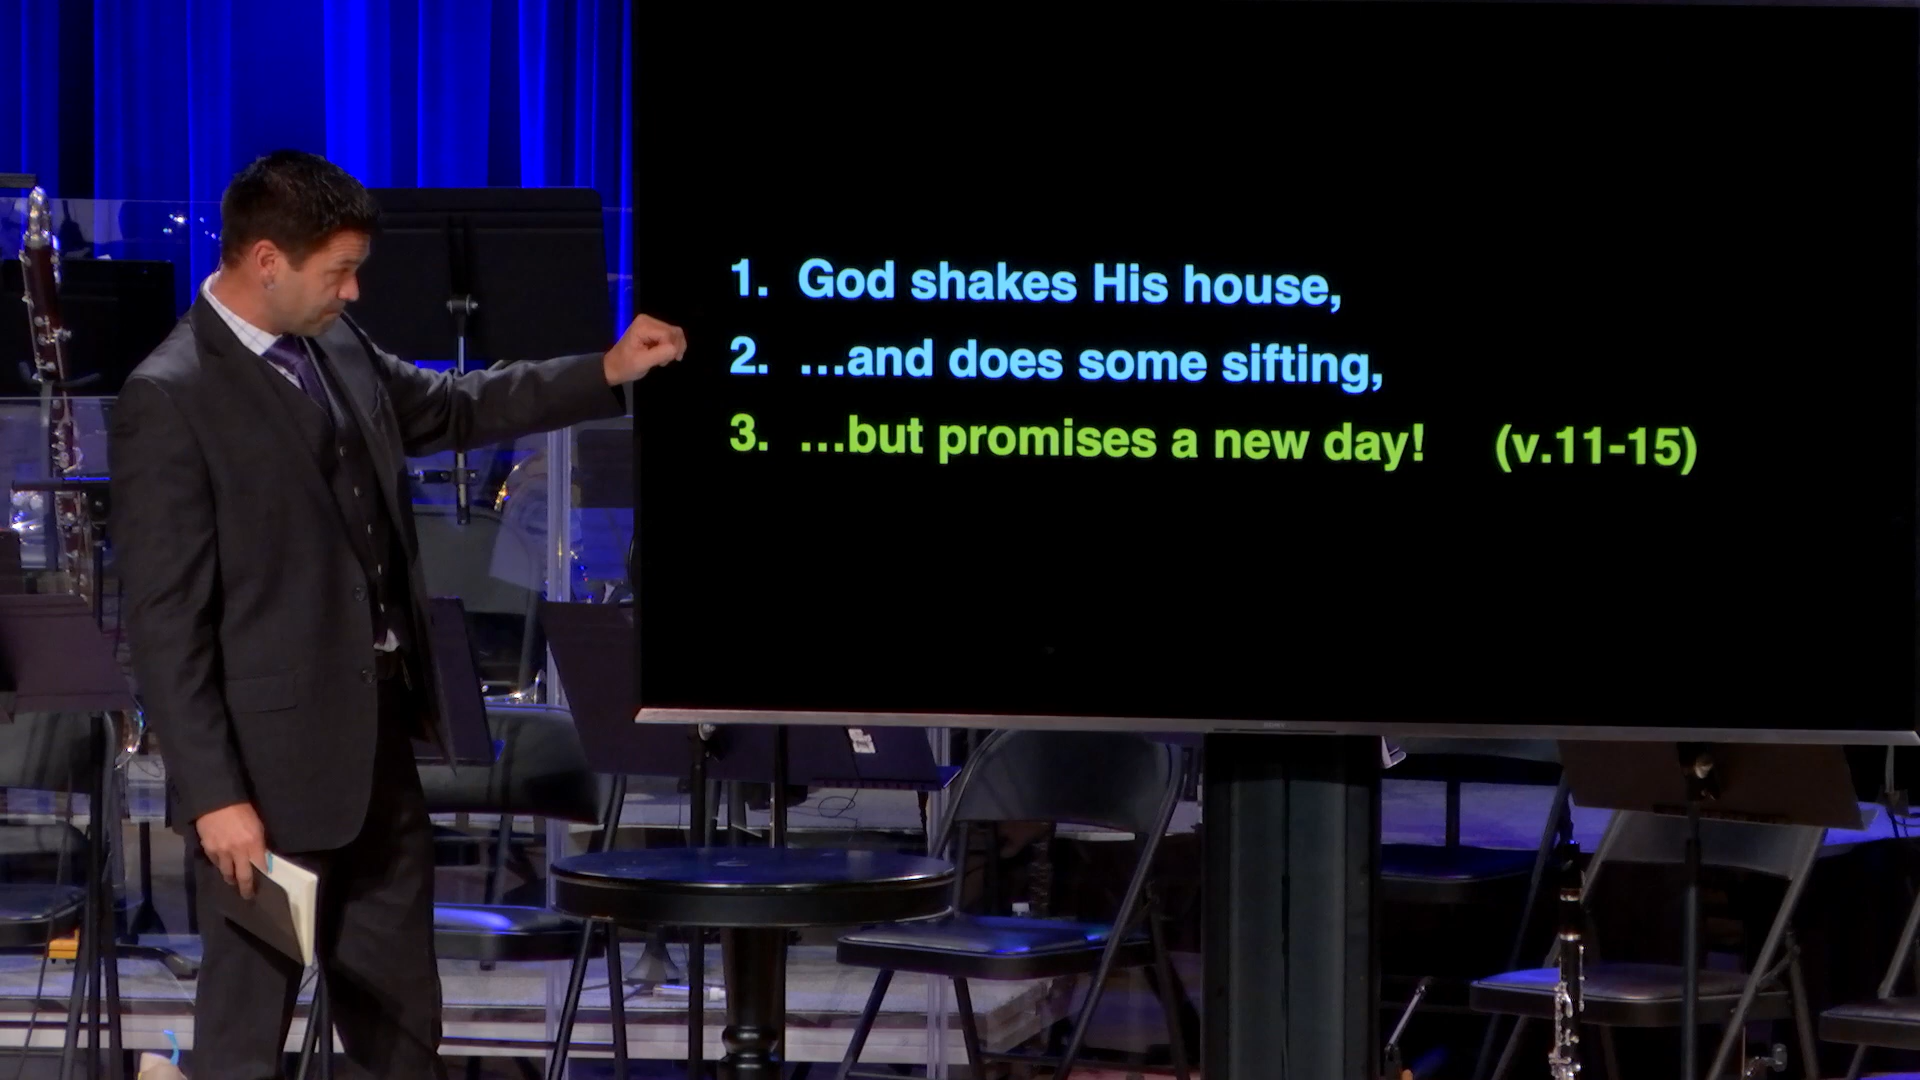 1. God shakes His house,
2. ...and does some sifting,
3. ...but promises a new day! (v.11-15)